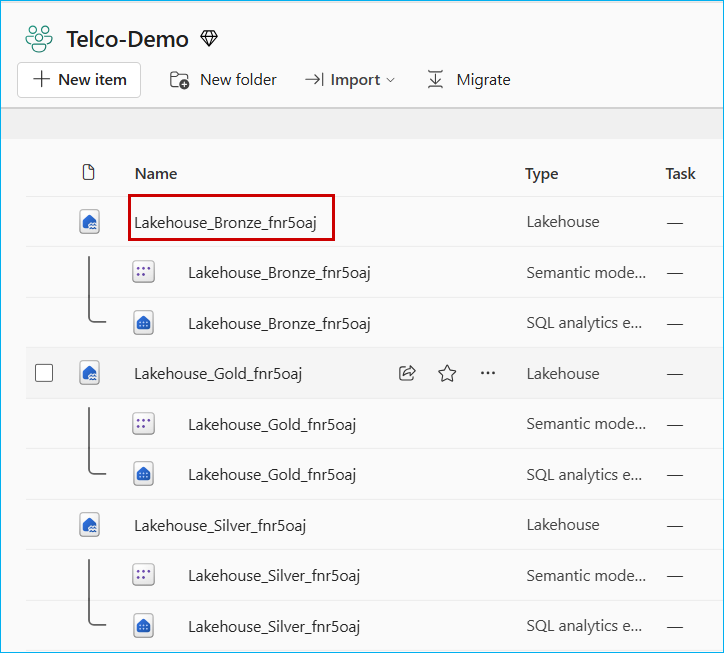 Telco-Demo
New item New folder Import Migrate
Name Type Task
Lakehouse_Bronze_fnr5oaj Lakehouse —
Lakehouse_Bronze_fnr5oaj Semantic mode... —
Lakehouse_Bronze_fnr5oaj SQL analytics e... —
Lakehouse_Gold_fnr5oaj Lakehouse —
Lakehouse_Gold_fnr5oaj Semantic mode... —
Lakehouse_Gold_fnr5oaj SQL analytics e... —
Lakehouse_Silver_fnr5oaj Lakehouse —
Lakehouse_Silver_fnr5oaj Semantic mode... —
Lakehouse_Silver_fnr5oaj SQL analytics e... —